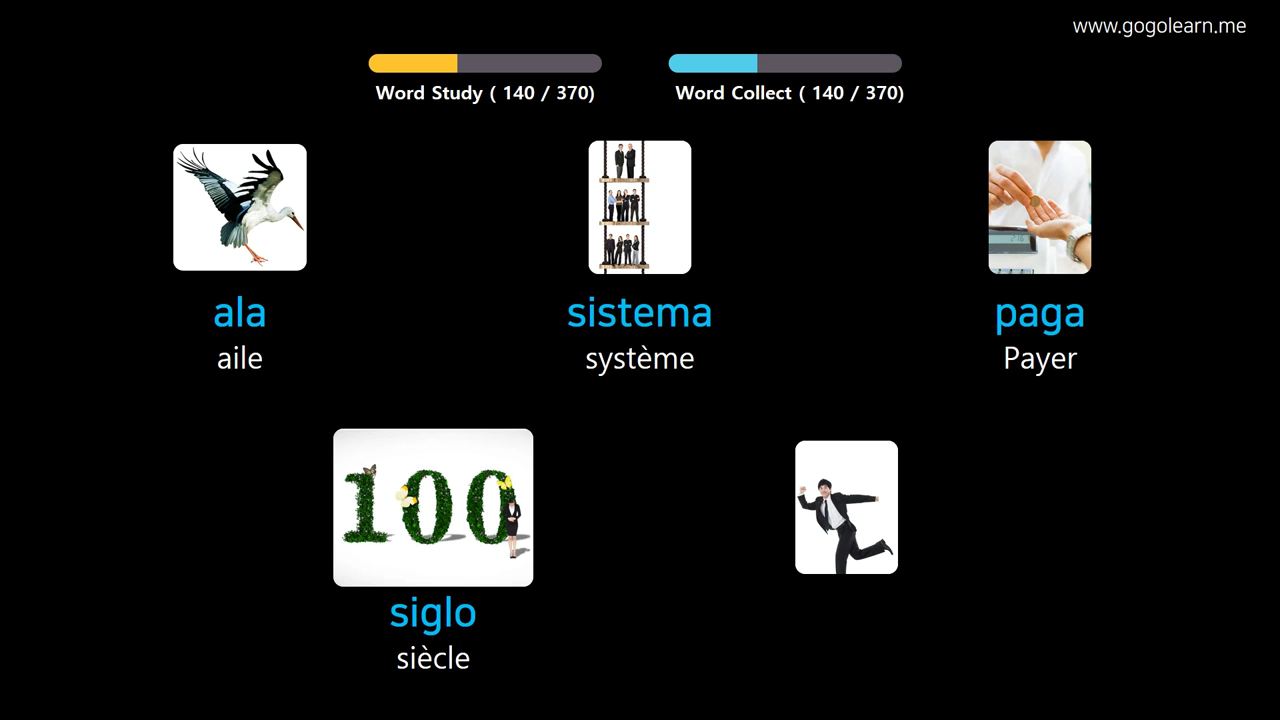 www.gogolearn.me
Word Study ( 140 / 370)
Word Collect ( 140 / 370)
ala
aile
sistema
système
paga
Payer
100
siglo
siècle